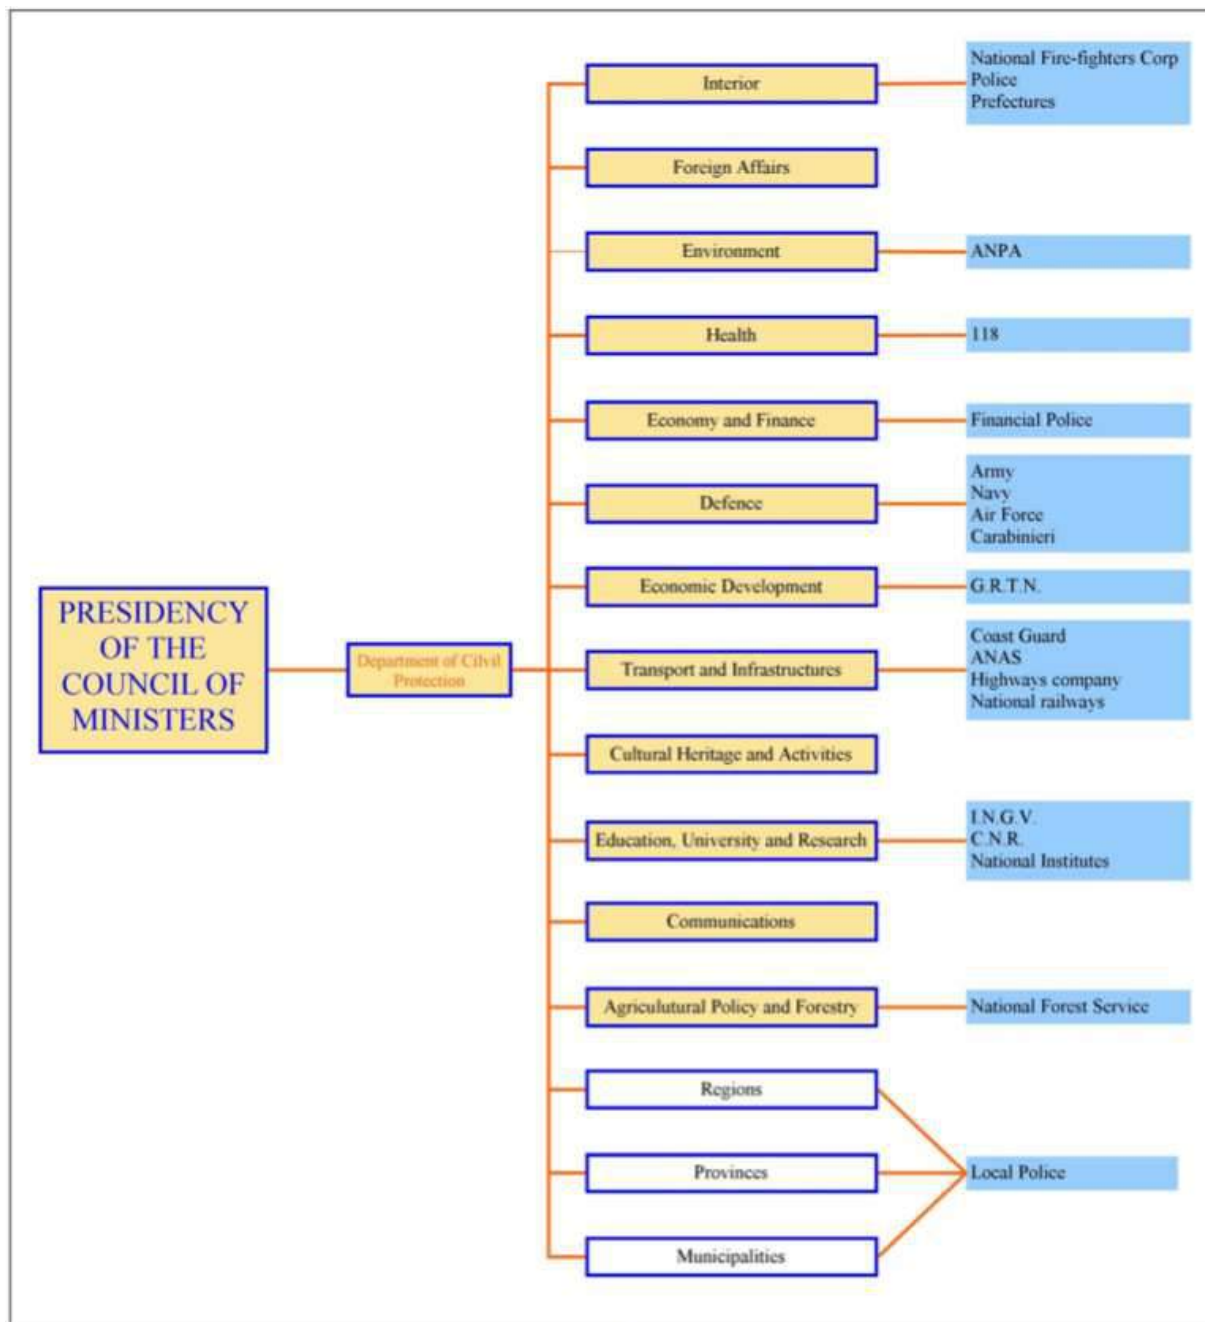 PRESIDENCY
OF THE
COUNCIL OF
MINISTERS
Department of Cilvil
Protection
Interior
National Fire-fighters Corp
Police
Prefectures
Foreign Affairs
Environment
ANPA
Health
118
Economy and Finance
Financial Police
Defence
Army
Navy
Air Force
Carabinieri
Economic Development
G.R.T.N.
Transport and Infrastructures
Coast Guard
ANAS
Highways company
National railways
Cultural Heritage and Activities
Education, University and Research
I.N.G.V.
C.N.R.
National Institutes
Communications
Agriculutural Policy and Forestry
National Forest Service
Regions
Provinces
Municipalities
Local Police